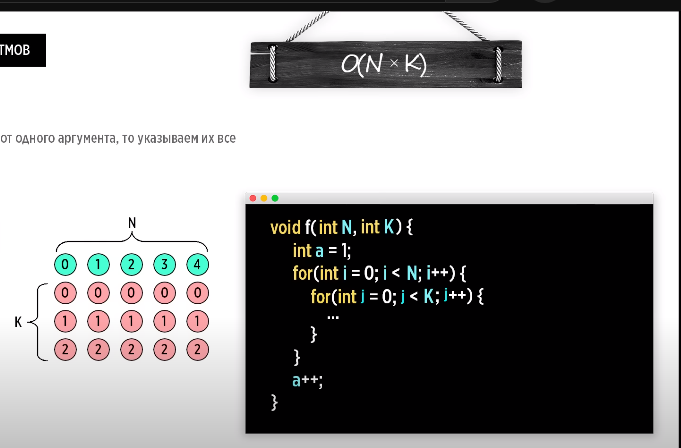 ТМОВ
O(N × K)
от одного аргумента, то указываем их все
N
0 1 2 3 4
0 0 0 0 0
K
1 1 1 1 1
2 2 2 2 2
void f(int N, int K) {
int a = 1;
for(int i = 0; i < N; i++) {
for(int j = 0; j < K; j++) {
...
}
}
a++;
}